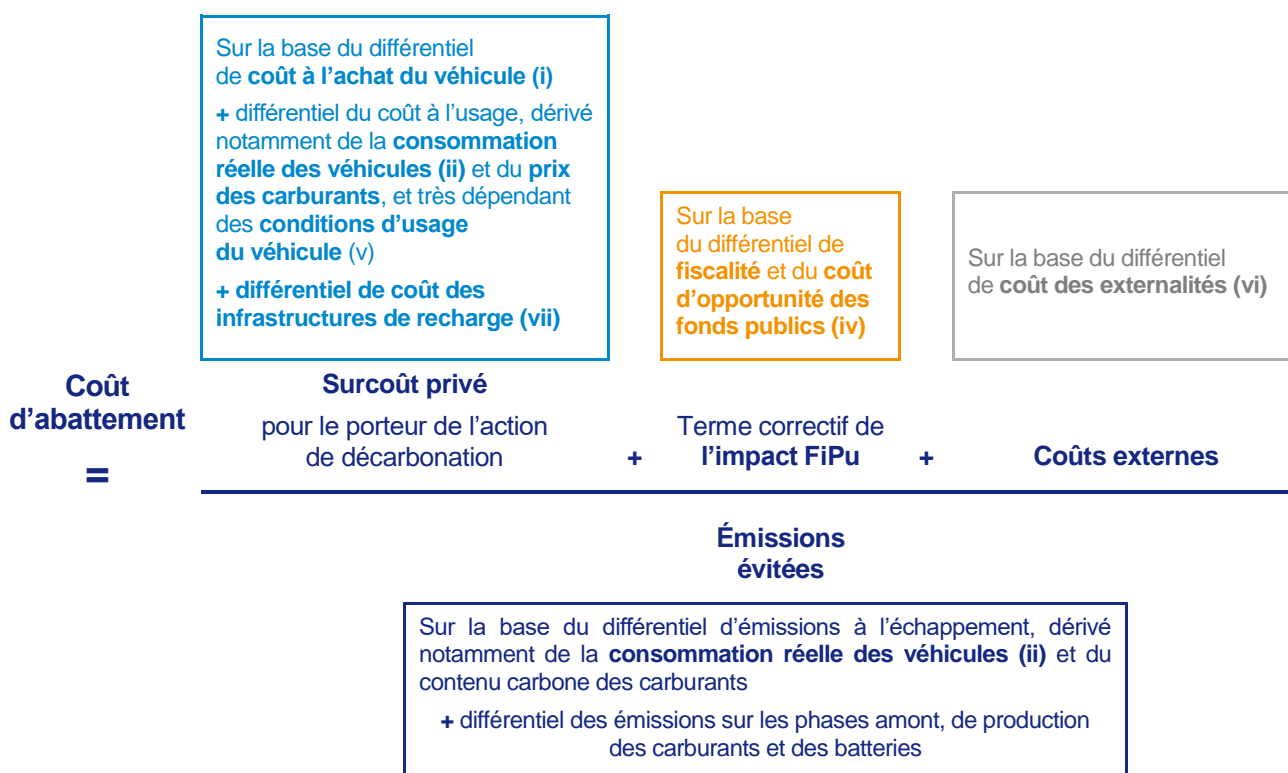 Sur la base du différentiel
de coût à l'achat du véhicule (i)
+ différentiel du coût à l'usage, dérivé
notamment de la consommation
réelle des véhicules (ii) et du prix
des carburants, et très dépendant
des conditions d'usage
du véhicule (v)
+ différentiel de coût des
infrastructures de recharge (vii)
Sur la base
du différentiel de
fiscalité et du coût
d'opportunité des
fonds publics (iv)
Sur la base du différentiel
de coût des externalités (vi)
Coût
d'abattement
=
Surcoût privé
pour le porteur de l'action
de décarbonation
+
Terme correctif de
l'impact FiPu
+
Coûts externes
Émissions
évitées
Sur la base du différentiel d'émissions à l'échappement, dérivé
notamment de la consommation réelle des véhicules (ii) et du
contenu carbone des carburants
+ différentiel des émissions sur les phases amont, de production
des carburants et des batteries